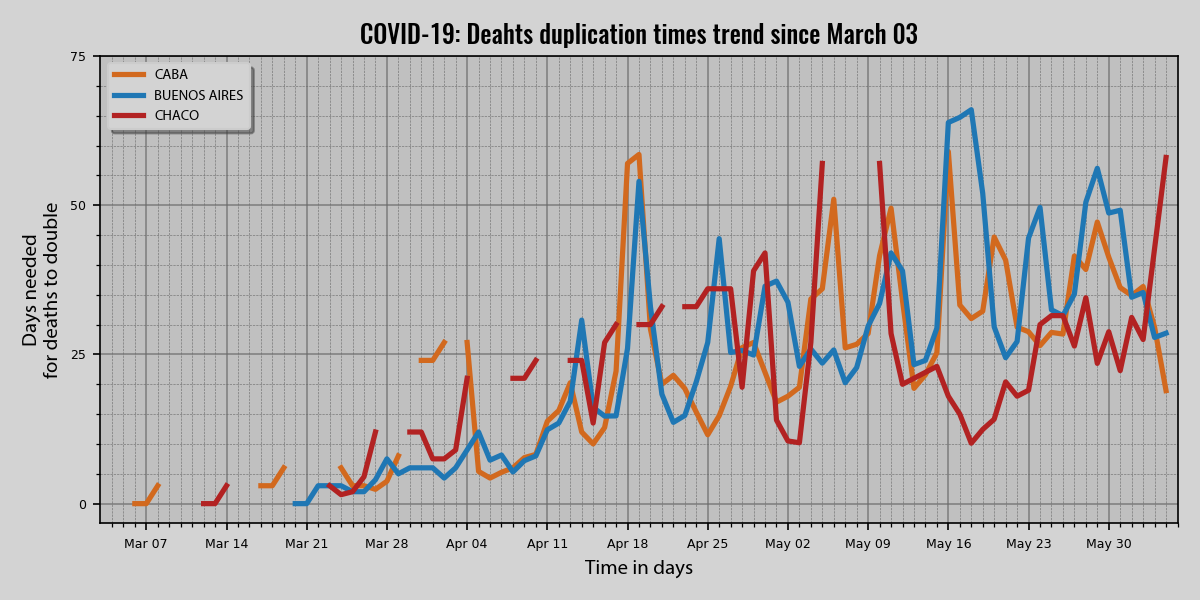 COVID-19: Deahts duplication times trend since March 03
75
50
25
0
CABA
BUENOS AIRES
CHACO
Days needed
for deaths to double
Mar 07
Mar 14
Mar 21
Mar 28
Apr 04
Apr 11
Apr 18
Apr 25
May 02
May 09
May 16
May 23
May 30
Time in days